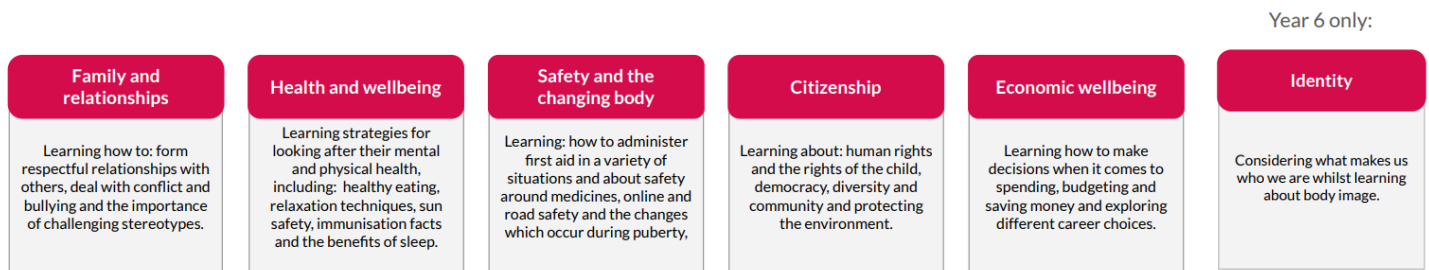 Year 6 only:
Family and
relationships
Learning how to: form
respectful relationships with
others, deal with conflict and
bullying and the importance
of challenging stereotypes.
Health and wellbeing
Learning strategies for
looking after their mental
and physical health,
including: healthy eating,
relaxation techniques, sun
safety, immunisation facts
and the benefits of sleep.
Safety and the
changing body
Learning: how to administer
first aid in a variety of
situations and about safety
around medicines, online and
road safety and the changes
which occur during puberty,
Citizenship
Learning about: human rights
and the rights of the child,
democracy, diversity and
community and protecting
the environment.
Economic wellbeing
Learning how to make
decisions when it comes to
spending, budgeting and
saving money and exploring
different career choices.
Identity
Considering what makes us
who we are whilst learning
about body image.